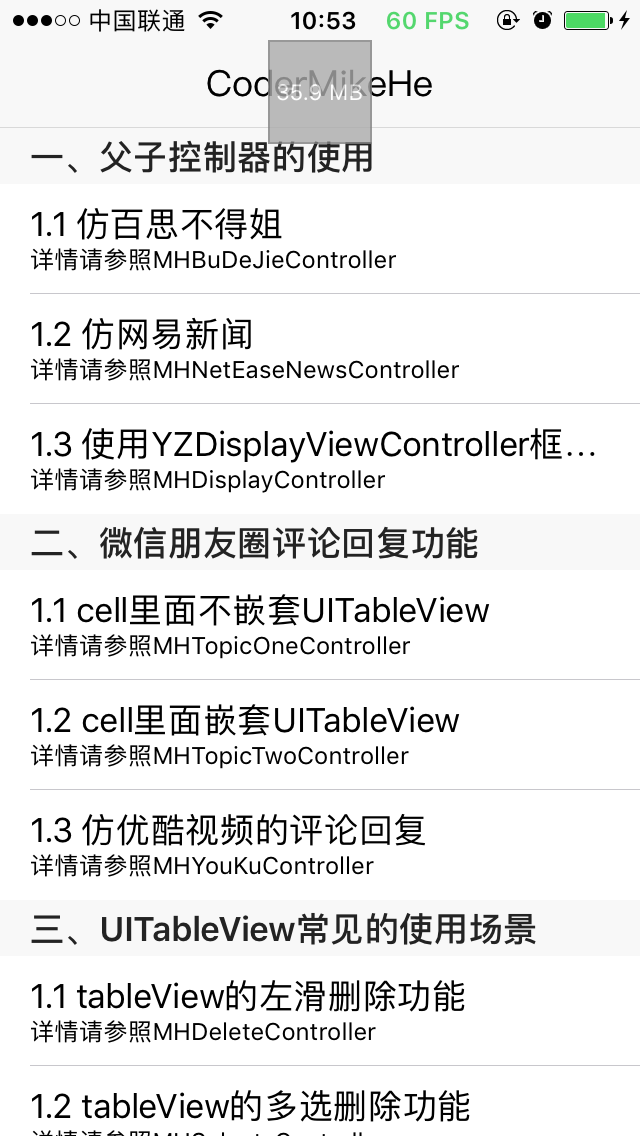 中国联通 10:53 60 FPS
CoderMikeHe
35.9 MB
一、父子控制器的使用
1.1 仿百思不得姐
详情请参照MHBuDeJieController
1.2 仿网易新闻
详情请参照MHNetEaseNewsController
1.3 使用YZDisplayViewController框...
详情请参照MHDisplayController
二、微信朋友圈评论回复功能
1.1 cell里面不嵌套UITableView
详情请参照MHTopicOneController
1.2 cell里面嵌套UITableView
详情请参照MHTopicTwoController
1.3 仿优酷视频的评论回复
详情请参照MHYouKuController
三、UITableView常见的使用场景
1.1 tableView的左滑删除功能
详情请参照MHDeleteController
1.2 tableView的多选删除功能